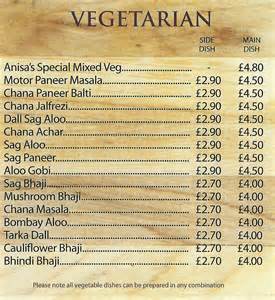 VEGETARIAN
SIDE DISH MAIN DISH
Anisa's Special Mixed Veg - £4.80
Motor Paneer Masala £2.90 £4.50
Chana Paneer Balti £2.90 £4.50
Chana Jalfrezi £2.90 £4.50
Dall Sag Aloo £2.90 £4.50
Chana Achar £2.90 £4.50
Sag Aloo £2.90 £4.50
Sag Paneer £2.90 £4.50
Aloo Gobi £2.90 £4.50
Sag Bhaji £2.70 £4.00
Mushroom Bhaji £2.70 £4.00
Chana Masala £2.70 £4.00
Bombay Aloo £2.70 £4.00
Tarka Dall £2.70 £4.00
Cauliflower Bhaji £2.70 £4.00
Bhindi Bhaji £2.70 £4.00
Please note all vegetable dishes can be prepared in any combination